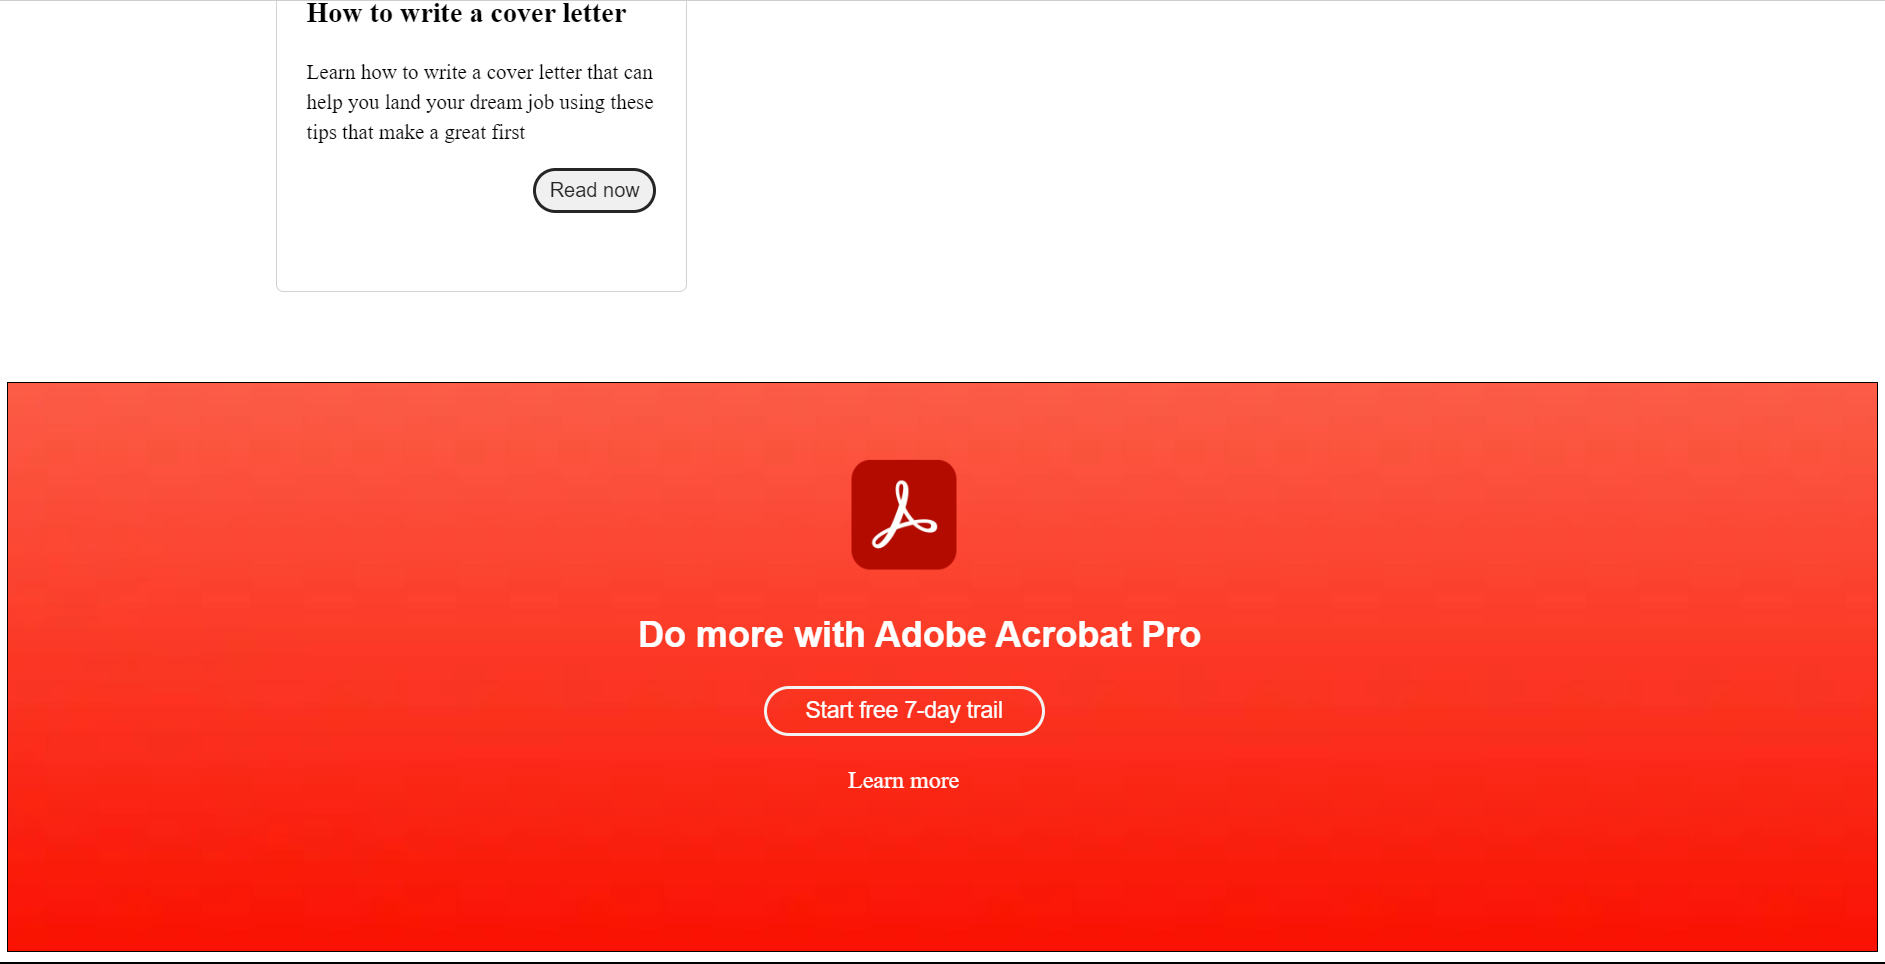 How to write a cover letter
Learn how to write a cover letter that can
help you land your dream job using these
tips that make a great first
Read now
Do more with Adobe Acrobat Pro
Start free 7-day trail
Learn more